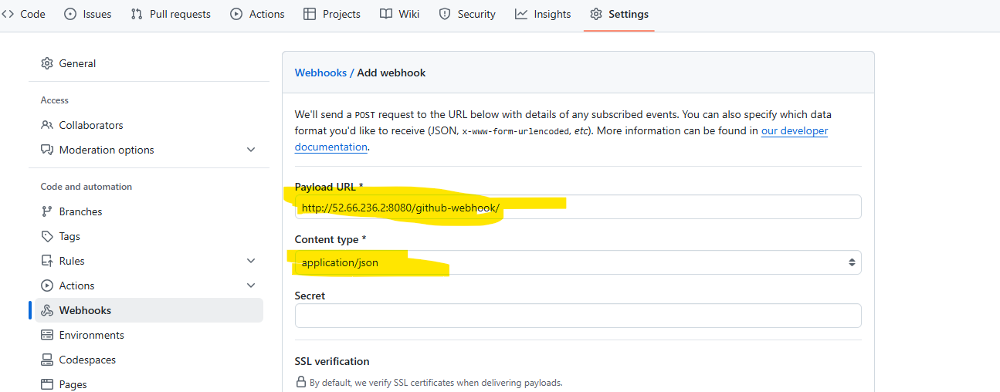 Code Issues Pull requests Actions Projects Wiki Security Insights Settings
General
Access
Collaborators
Moderation options
Code and automation
Branches
Tags
Rules
Actions
Webhooks
Environments
Codespaces
Pages
Webhooks / Add webhook
We'll send a POST request to the URL below with details of any subscribed events. You can also specify which data
format you'd like to receive (JSON, x-www-form-urlencoded, etc). More information can be found in our developer
documentation.
Payload URL *
http://52.66.236.2:8080/github-webhook/
Content type *
application/json
Secret
SSL verification
By default, we verify SSL certificates when delivering payloads.